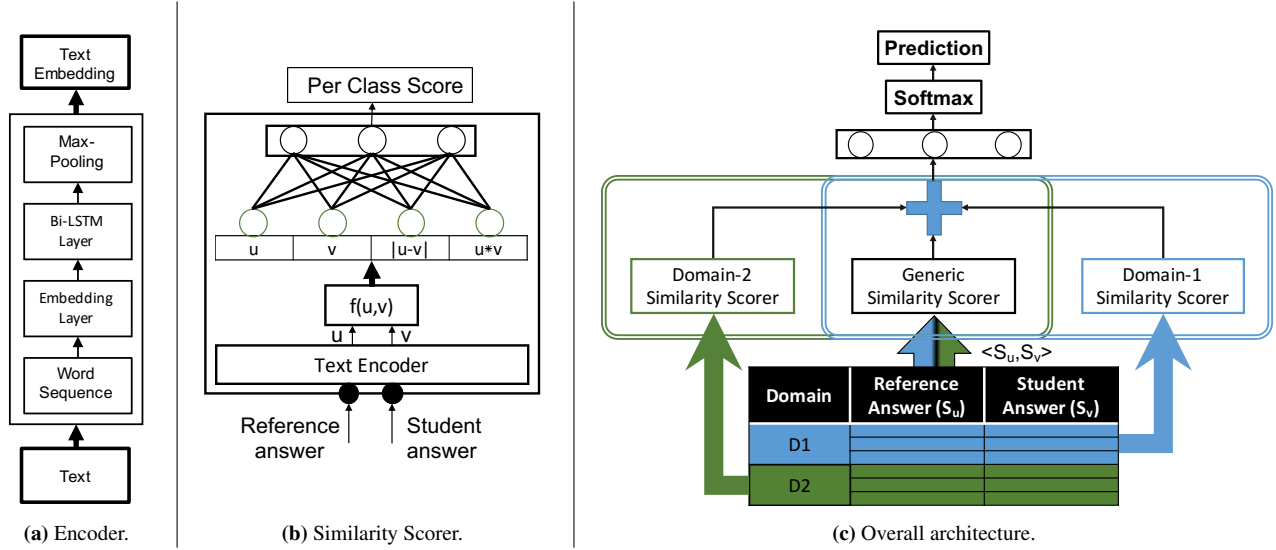 Text
Embedding
Max-
Pooling
Bi-LSTM
Layer
Embedding
Layer
Word
Sequence
Text
(a) Encoder.
Per Class Score
u
v
|u-v|
u*v
f(u,v)
u
v
Text Encoder
Reference
answer
Student
answer
(b) Similarity Scorer.
Prediction
Softmax
Domain-2
Similarity Scorer
Generic
Similarity Scorer
Domain-1
Similarity Scorer
<Sᵤ,Sᵥ>
Domain
Reference
Answer (Sᵤ)
Student
Answer (Sᵥ)
D1
D2
(c) Overall architecture.